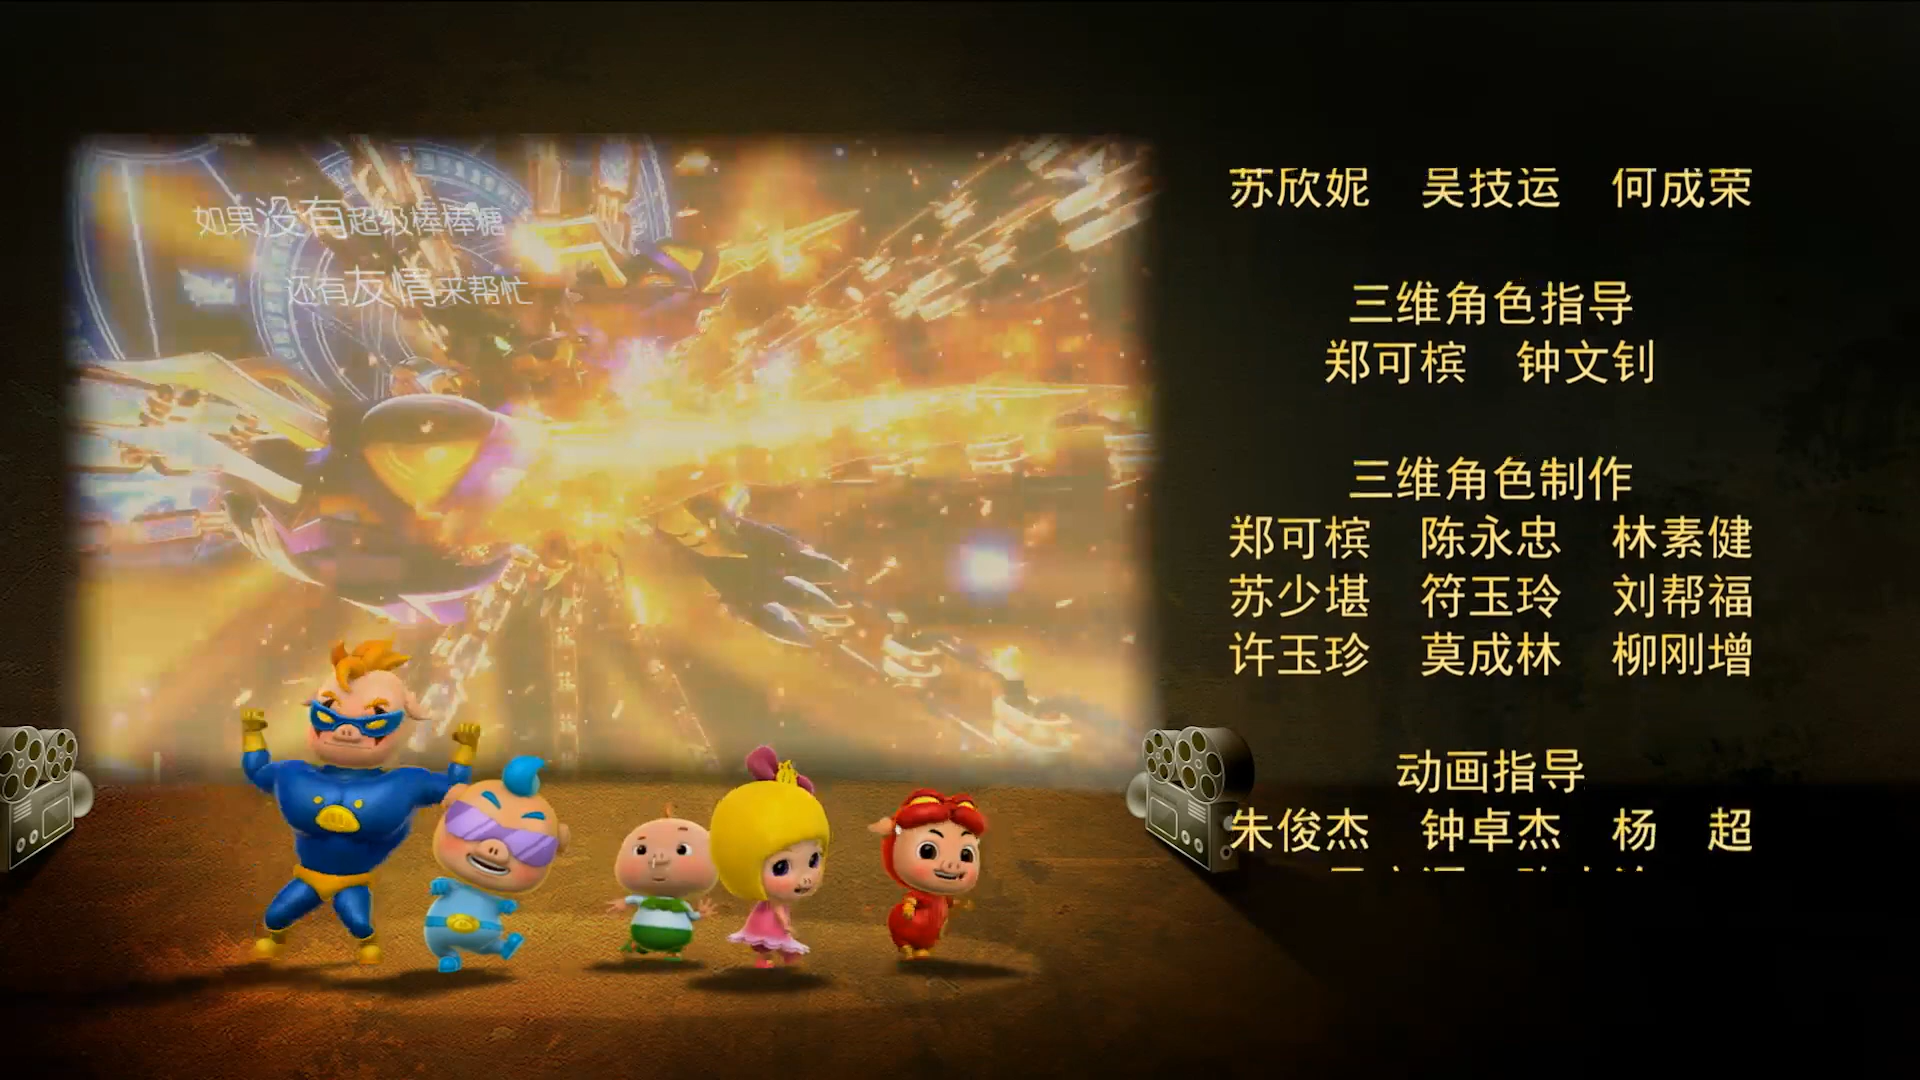 如果没有超级棒棒糖
还有友情来帮忙
苏欣妮 吴技运 何成荣
三维角色指导
郑可槟 钟文钊
三维角色制作
郑可槟 陈永忠 林素健
苏少堪 符玉玲 刘帮福
许玉珍 莫成林 柳刚增
动画指导
朱俊杰 钟卓杰 杨 超